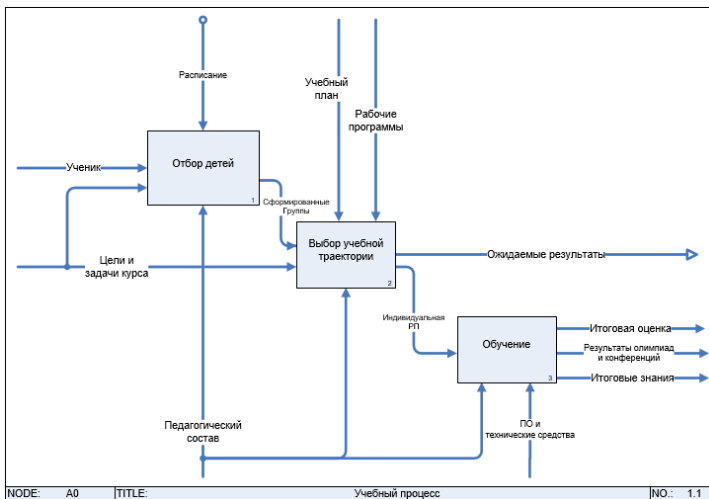 Расписание
Учебный
план
Рабочие
программы
Ученик
Отбор детей
1
Сформированные
Группы
Цели и
задачи курса
Выбор учебной
траектории
2
Ожидаемые результаты
Индивидуальная
РП
Обучение
3
Итоговая оценка
Результаты олимпиад
и конференций
Итоговые знания
Педагогический
состав
ПО и
технические средства
NODE: A0 TITLE: Учебный процесс NO.: 1.1